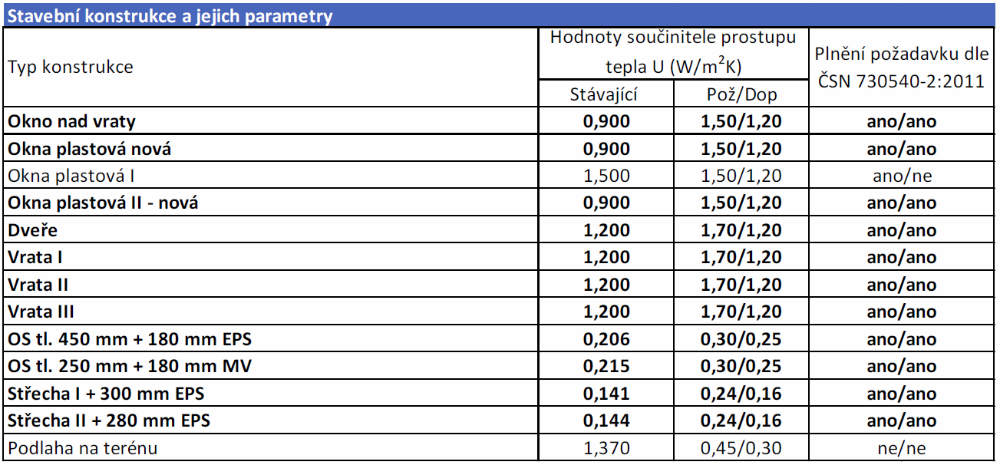 Stavební konstrukce a jejich parametry
Typ konstrukce
Hodnoty součinitele prostupu
tepla U (W/m²K)
Plnění požadavku dle
ČSN 730540-2:2011
Stávající Pož/Dop
Okno nad vraty 0,900 1,50/1,20 ano/ano
Okna plastová nová 0,900 1,50/1,20 ano/ano
Okna plastová I 1,500 1,50/1,20 ano/ne
Okna plastová II - nová 0,900 1,50/1,20 ano/ano
Dveře 1,200 1,70/1,20 ano/ano
Vrata I 1,200 1,70/1,20 ano/ano
Vrata II 1,200 1,70/1,20 ano/ano
Vrata III 1,200 1,70/1,20 ano/ano
OS tl. 450 mm + 180 mm EPS 0,206 0,30/0,25 ano/ano
OS tl. 250 mm + 180 mm MV 0,215 0,30/0,25 ano/ano
Střecha I + 300 mm EPS 0,141 0,24/0,16 ano/ano
Střecha II + 280 mm EPS 0,144 0,24/0,16 ano/ano
Podlaha na terénu 1,370 0,45/0,30 ne/ne